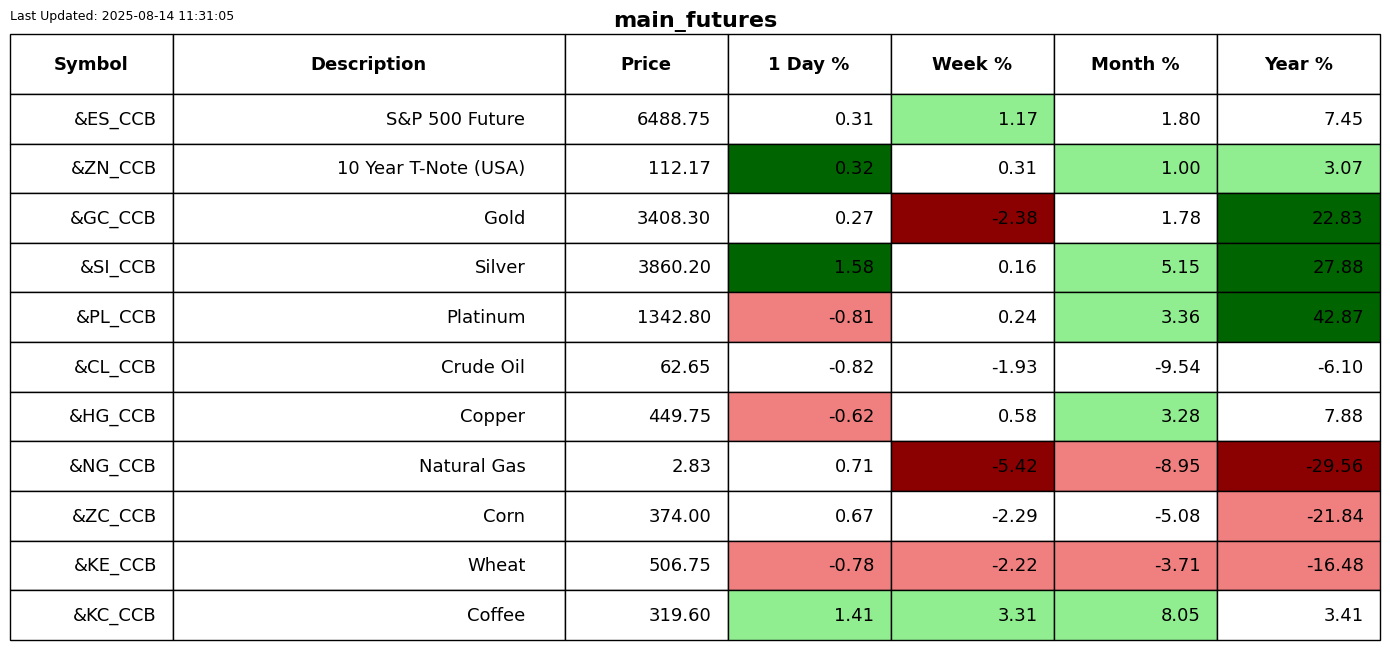 Last Updated: 2025-08-14 11:31:05
main_futures
Symbol Description Price 1 Day % Week % Month % Year %
&ES_CCB S&P 500 Future 6488.75 0.31 1.17 1.80 7.45
&ZN_CCB 10 Year T-Note (USA) 112.17 0.32 0.31 1.00 3.07
&GC_CCB Gold 3408.30 0.27 -2.38 1.78 22.83
&SI_CCB Silver 3860.20 1.58 0.16 5.15 27.88
&PL_CCB Platinum 1342.80 -0.81 0.24 3.36 42.87
&CL_CCB Crude Oil 62.65 -0.82 -1.93 -9.54 -6.10
&HG_CCB Copper 449.75 -0.62 0.58 3.28 7.88
&NG_CCB Natural Gas 2.83 0.71 -5.42 -8.95 -29.56
&ZC_CCB Corn 374.00 0.67 -2.29 -5.08 -21.84
&KE_CCB Wheat 506.75 -0.78 -2.22 -3.71 -16.48
&KC_CCB Coffee 319.60 1.41 3.31 8.05 3.41